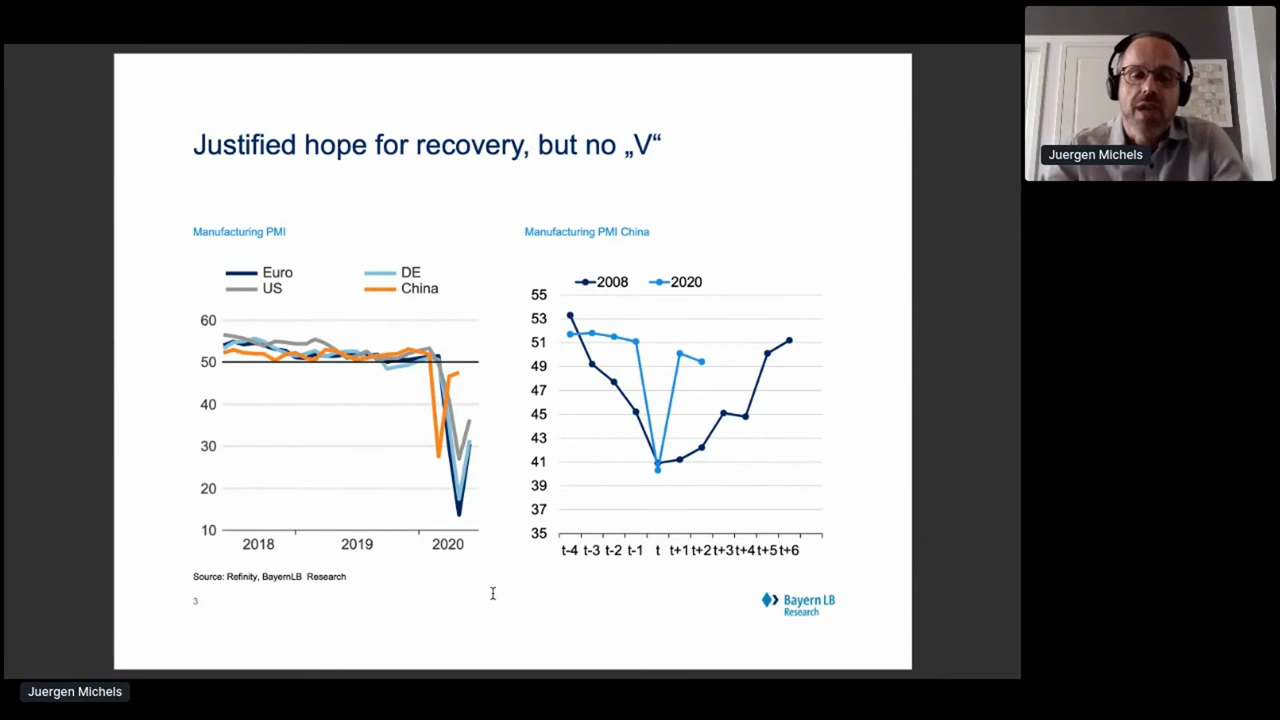 Justified hope for recovery, but no „V“
Manufacturing PMI
Euro
DE
US
China
60
50
40
30
20
10
2018
2019
2020
Manufacturing PMI China
2008
2020
55
53
51
49
47
45
43
41
39
37
35
t-4 t-3 t-2 t-1 t t+1 t+2 t+3 t+4 t+5 t+6
Source: Refinity, BayernLB Research
3
Bayern LB
Research
Juergen Michels
Juergen Michels